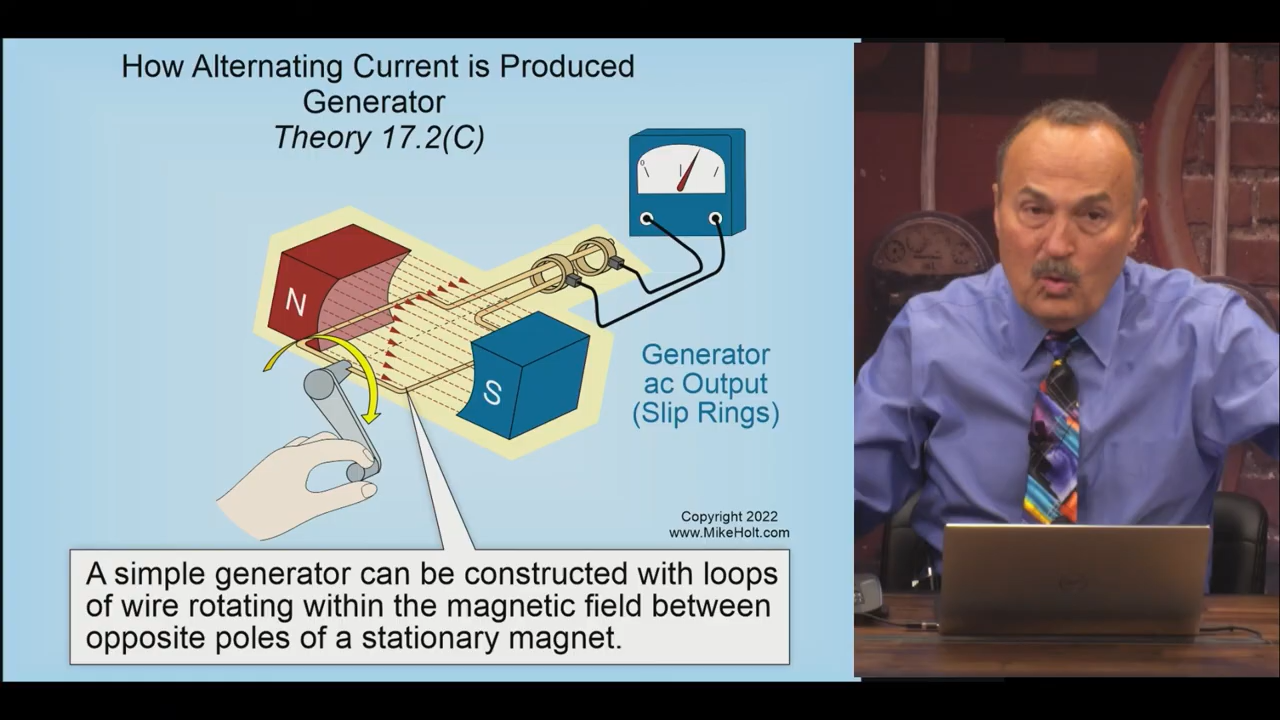 How Alternating Current is Produced
Generator
Theory 17.2(C)
0
N
S
Generator
ac Output
(Slip Rings)
Copyright 2022
www.MikeHolt.com
A simple generator can be constructed with loops
of wire rotating within the magnetic field between
opposite poles of a stationary magnet.